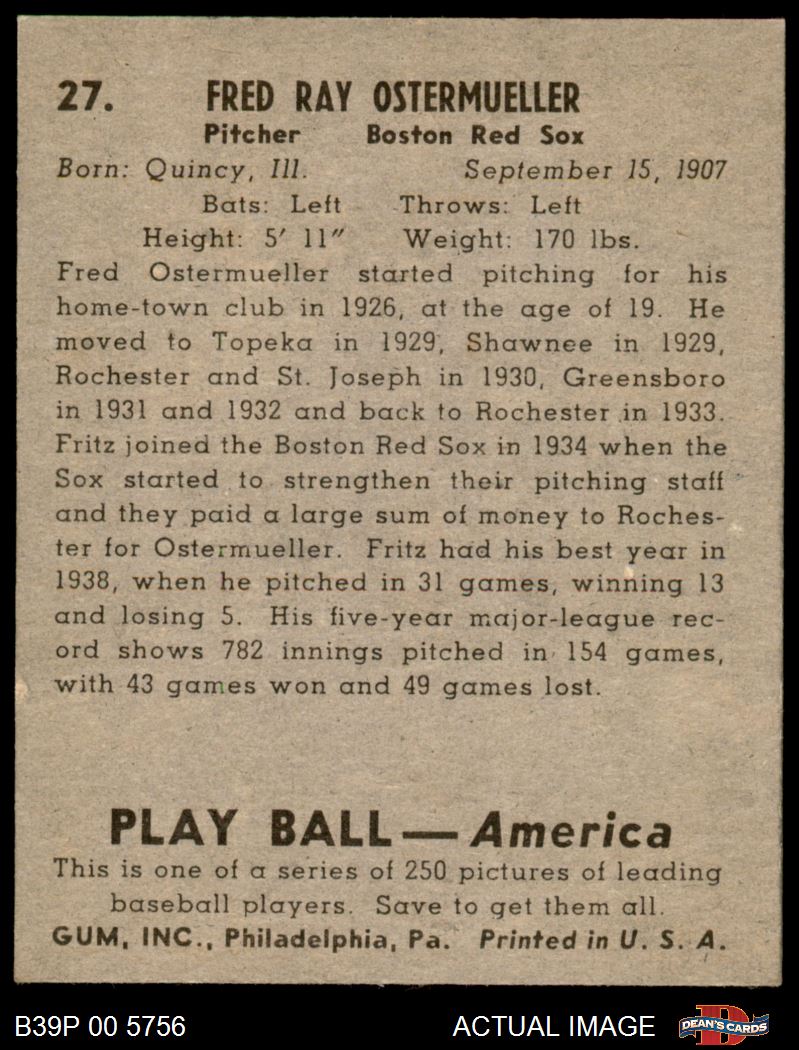 27. FRED RAY OSTERMUELLER
Pitcher Boston Red Sox
Born: Quincy, Ill. September 15, 1907
Bats: Left Throws: Left
Height: 5' 11" Weight: 170 lbs.
Fred Ostermueller started pitching for his
home-town club in 1926, at the age of 19. He
moved to Topeka in 1929, Shawnee in 1929,
Rochester and St. Joseph in 1930, Greensboro
in 1931 and 1932 and back to Rochester in 1933.
Fritz joined the Boston Red Sox in 1934 when the
Sox started to strengthen their pitching staff
and they paid a large sum of money to Roches-
ter for Ostermueller. Fritz had his best year in
1938, when he pitched in 31 games, winning 13
and losing 5. His five-year major-league rec-
ord shows 782 innings pitched in 154 games,
with 43 games won and 49 games lost.
PLAY BALL — America
This is one of a series of 250 pictures of leading
baseball players. Save to get them all.
GUM, INC., Philadelphia, Pa. Printed in U. S. A.
B39P 00 5756 ACTUAL IMAGE D DEAN'S CARDS